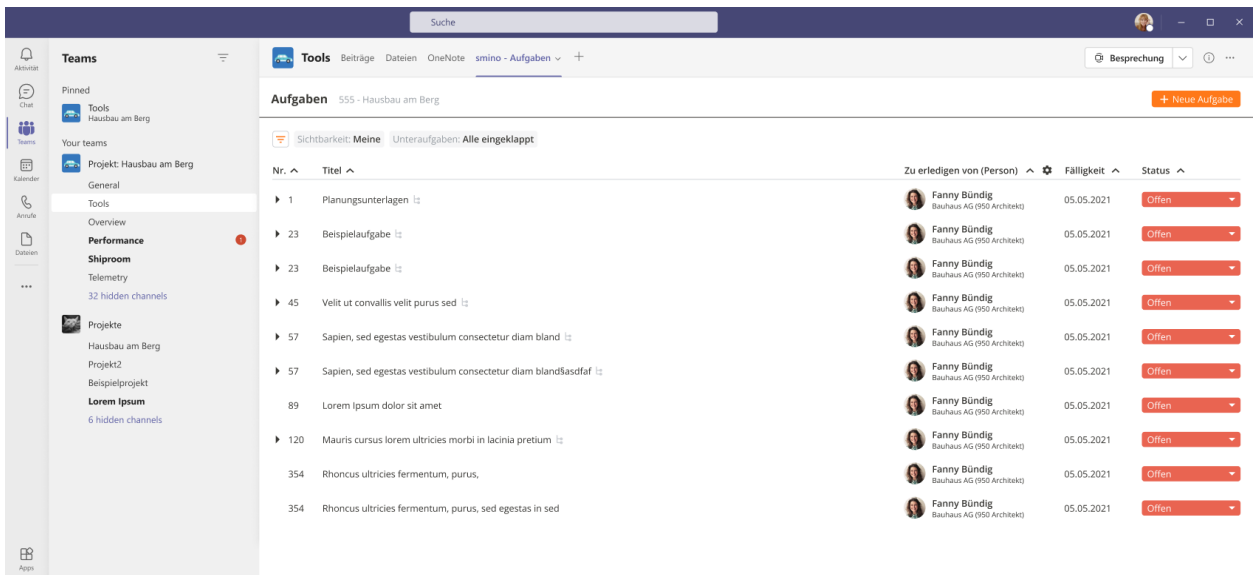 Suche
Aktivität
Chat
Teams
Kalender
Anrufe
Dateien
Apps
Teams
Pinned
Tools
Hausbau am Berg
Your teams
Projekt: Hausbau am Berg
General
Tools
Overview
Performance
Shiproom
Telemetry
32 hidden channels
Projekte
Hausbau am Berg
Projekt2
Beispielprojekt
Lorem Ipsum
6 hidden channels
Tools Beiträge Dateien OneNote smino - Aufgaben
Besprechung
Aufgaben 555 - Hausbau am Berg
+ Neue Aufgabe
Sichtbarkeit: Meine Unteraufgaben: Alle eingeklappt
Nr. Titel Zu erledigen von (Person) Fälligkeit Status
1 Planungsunterlagen Fanny Bündig 05.05.2021 Offen
Bauhaus AG (950 Architekt)
23 Beispielaufgabe Fanny Bündig 05.05.2021 Offen
Bauhaus AG (950 Architekt)
23 Beispielaufgabe Fanny Bündig 05.05.2021 Offen
Bauhaus AG (950 Architekt)
45 Velit ut convallis velit purus sed Fanny Bündig 05.05.2021 Offen
Bauhaus AG (950 Architekt)
57 Sapien, sed egestas vestibulum consectetur diam bland Fanny Bündig 05.05.2021 Offen
Bauhaus AG (950 Architekt)
57 Sapien, sed egestas vestibulum consectetur diam bland§asdfaf Fanny Bündig 05.05.2021 Offen
Bauhaus AG (950 Architekt)
89 Lorem Ipsum dolor sit amet Fanny Bündig 05.05.2021 Offen
Bauhaus AG (950 Architekt)
120 Mauris cursus lorem ultricies morbi in lacinia pretium Fanny Bündig 05.05.2021 Offen
Bauhaus AG (950 Architekt)
354 Rhoncus ultricies fermentum, purus, Fanny Bündig 05.05.2021 Offen
Bauhaus AG (950 Architekt)
354 Rhoncus ultricies fermentum, purus, sed egestas in sed Fanny Bündig 05.05.2021 Offen
Bauhaus AG (950 Architekt)